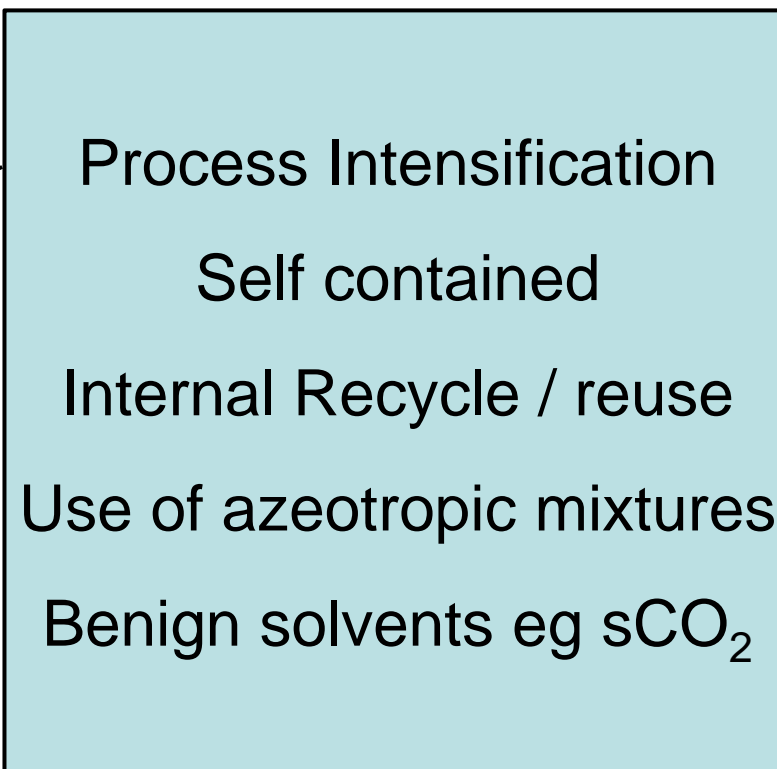 Process Intensification
Self contained
Internal Recycle / reuse
Use of azeotropic mixtures
Benign solvents eg sCO₂